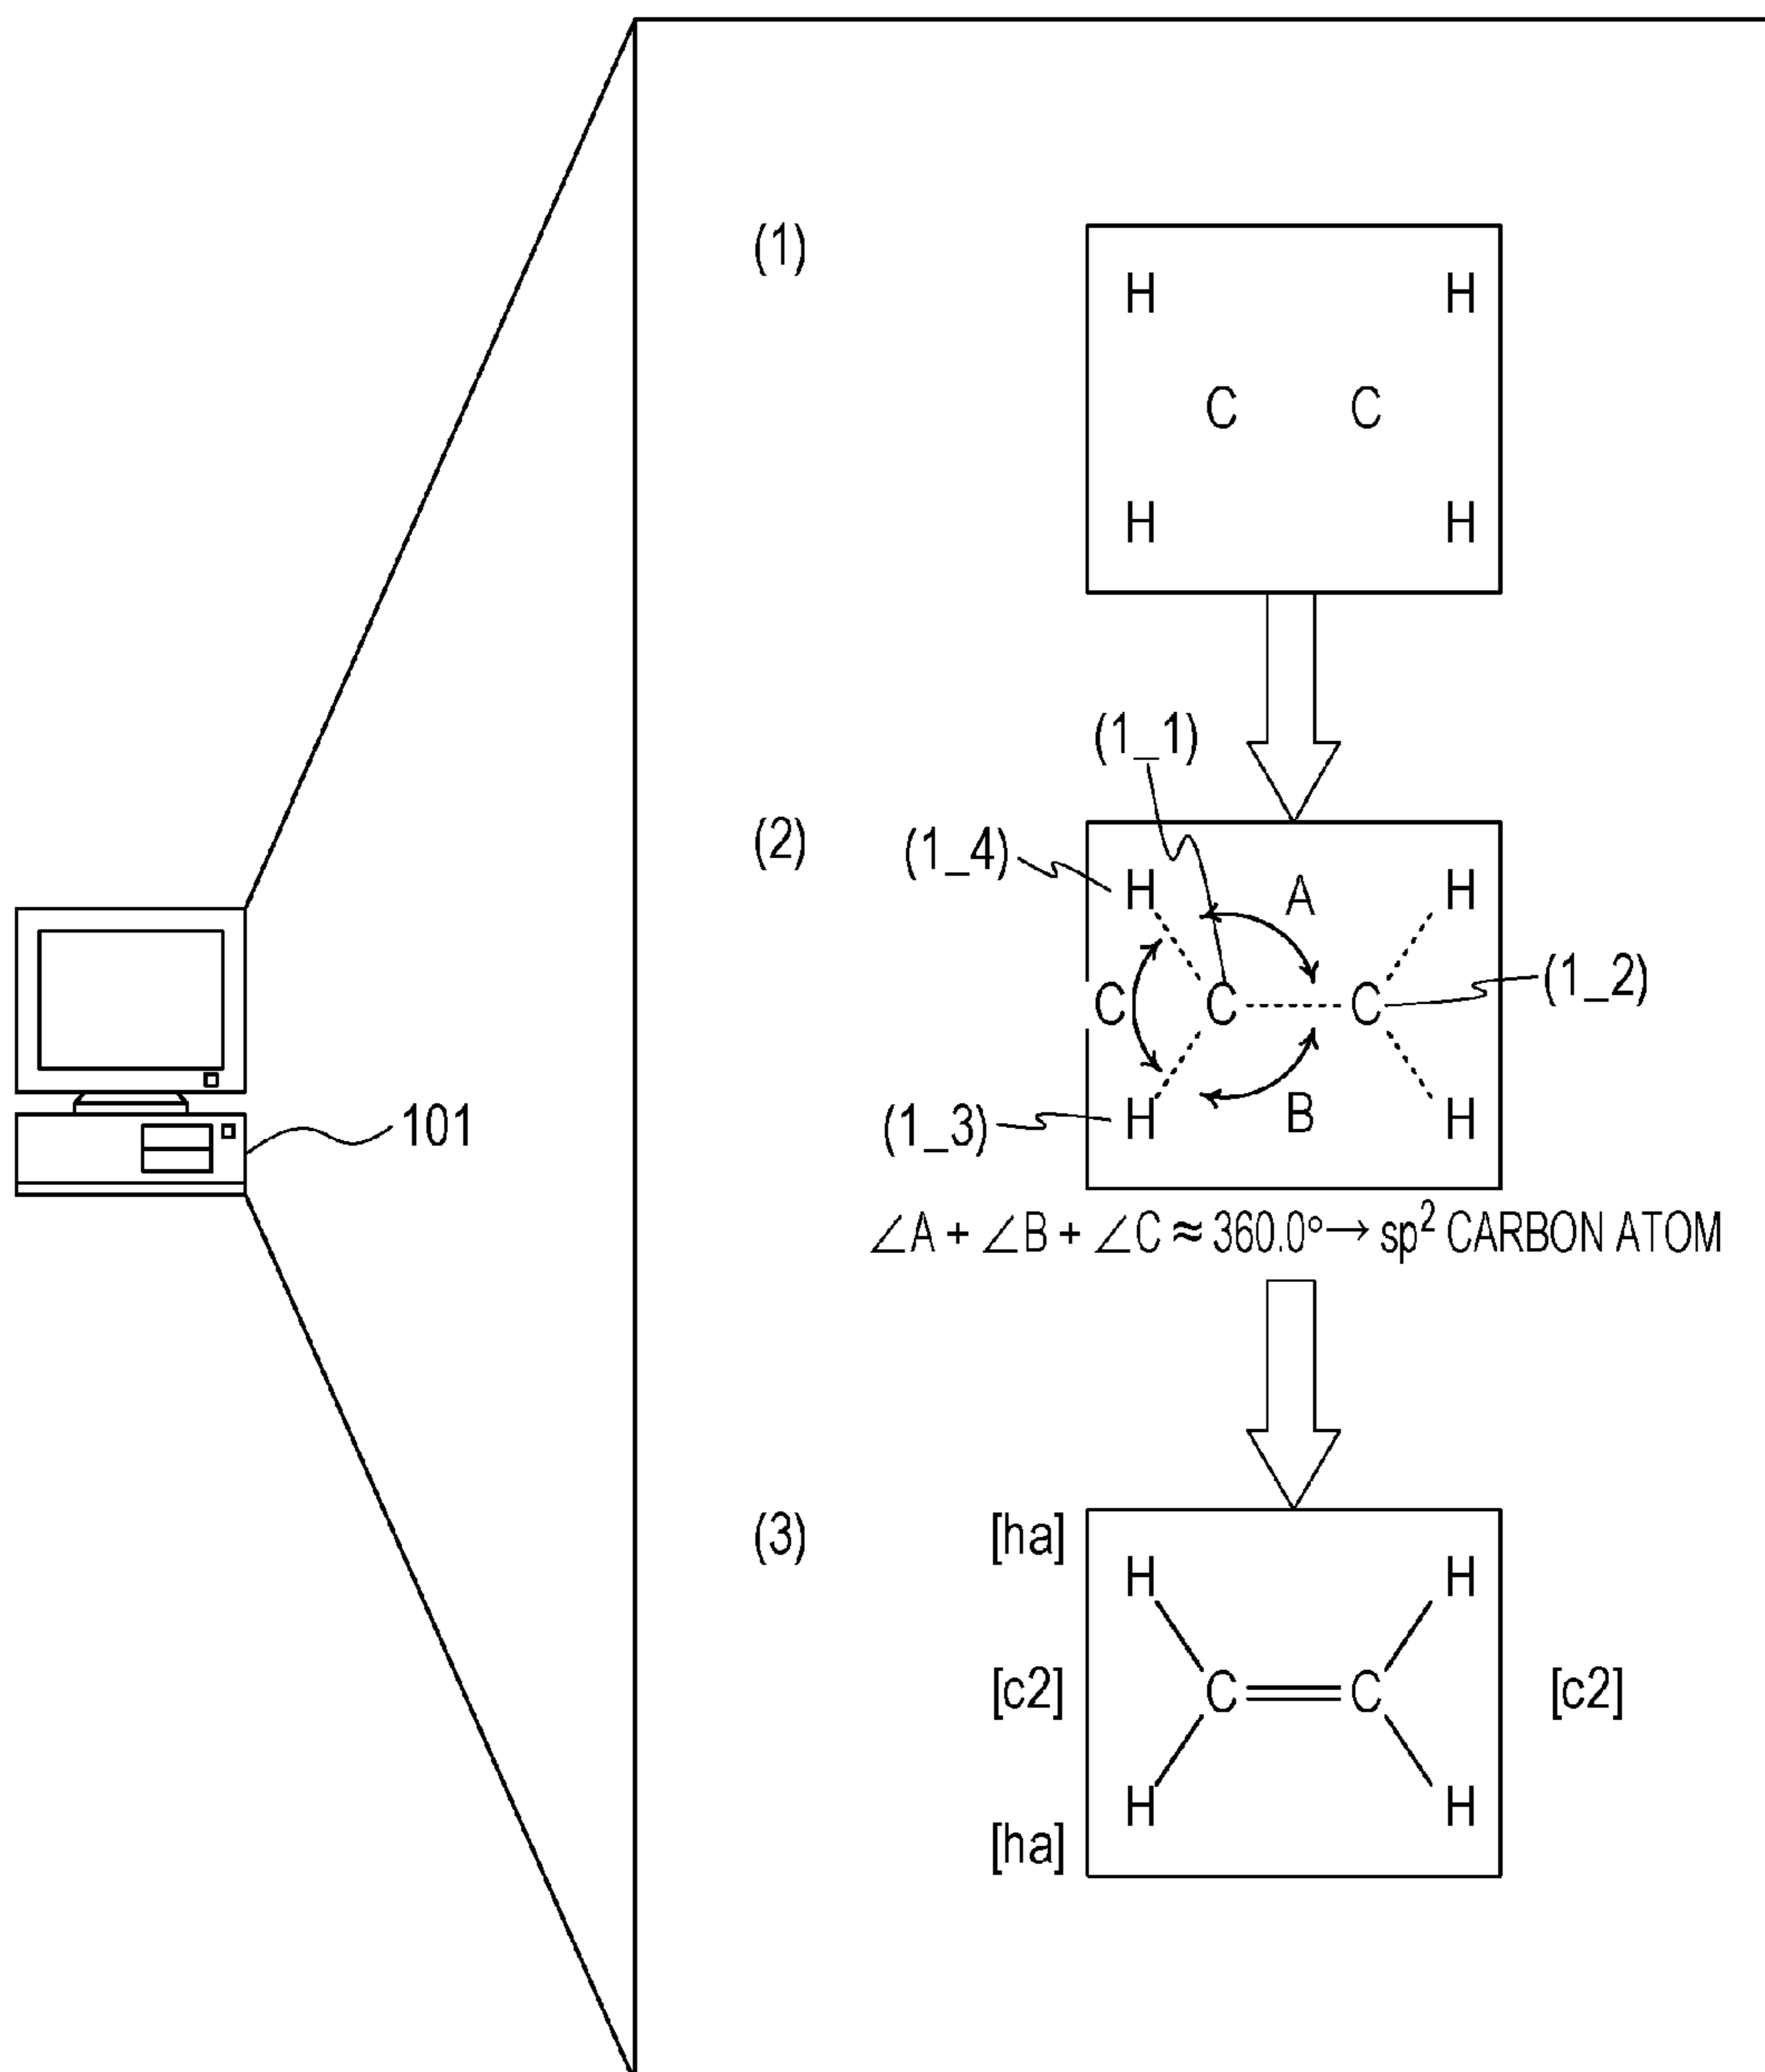 (1)
H H
C C
H H
(1_1)
(2)
(1_4)
H A H
C C C
(1_2)
(1_3)
H B H
101
∠A + ∠B + ∠C ≈ 360.0° → sp² CARBON ATOM
(3)
[ha]
H H
[c2] C C [c2]
H H
[ha]